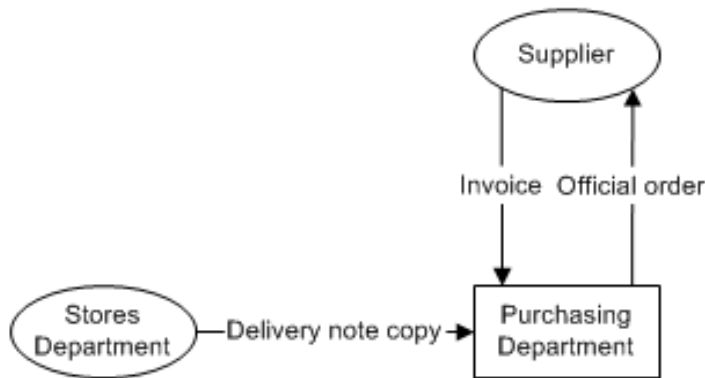 Supplier
Invoice
Official order
Stores
Department
Delivery note copy
Purchasing
Department